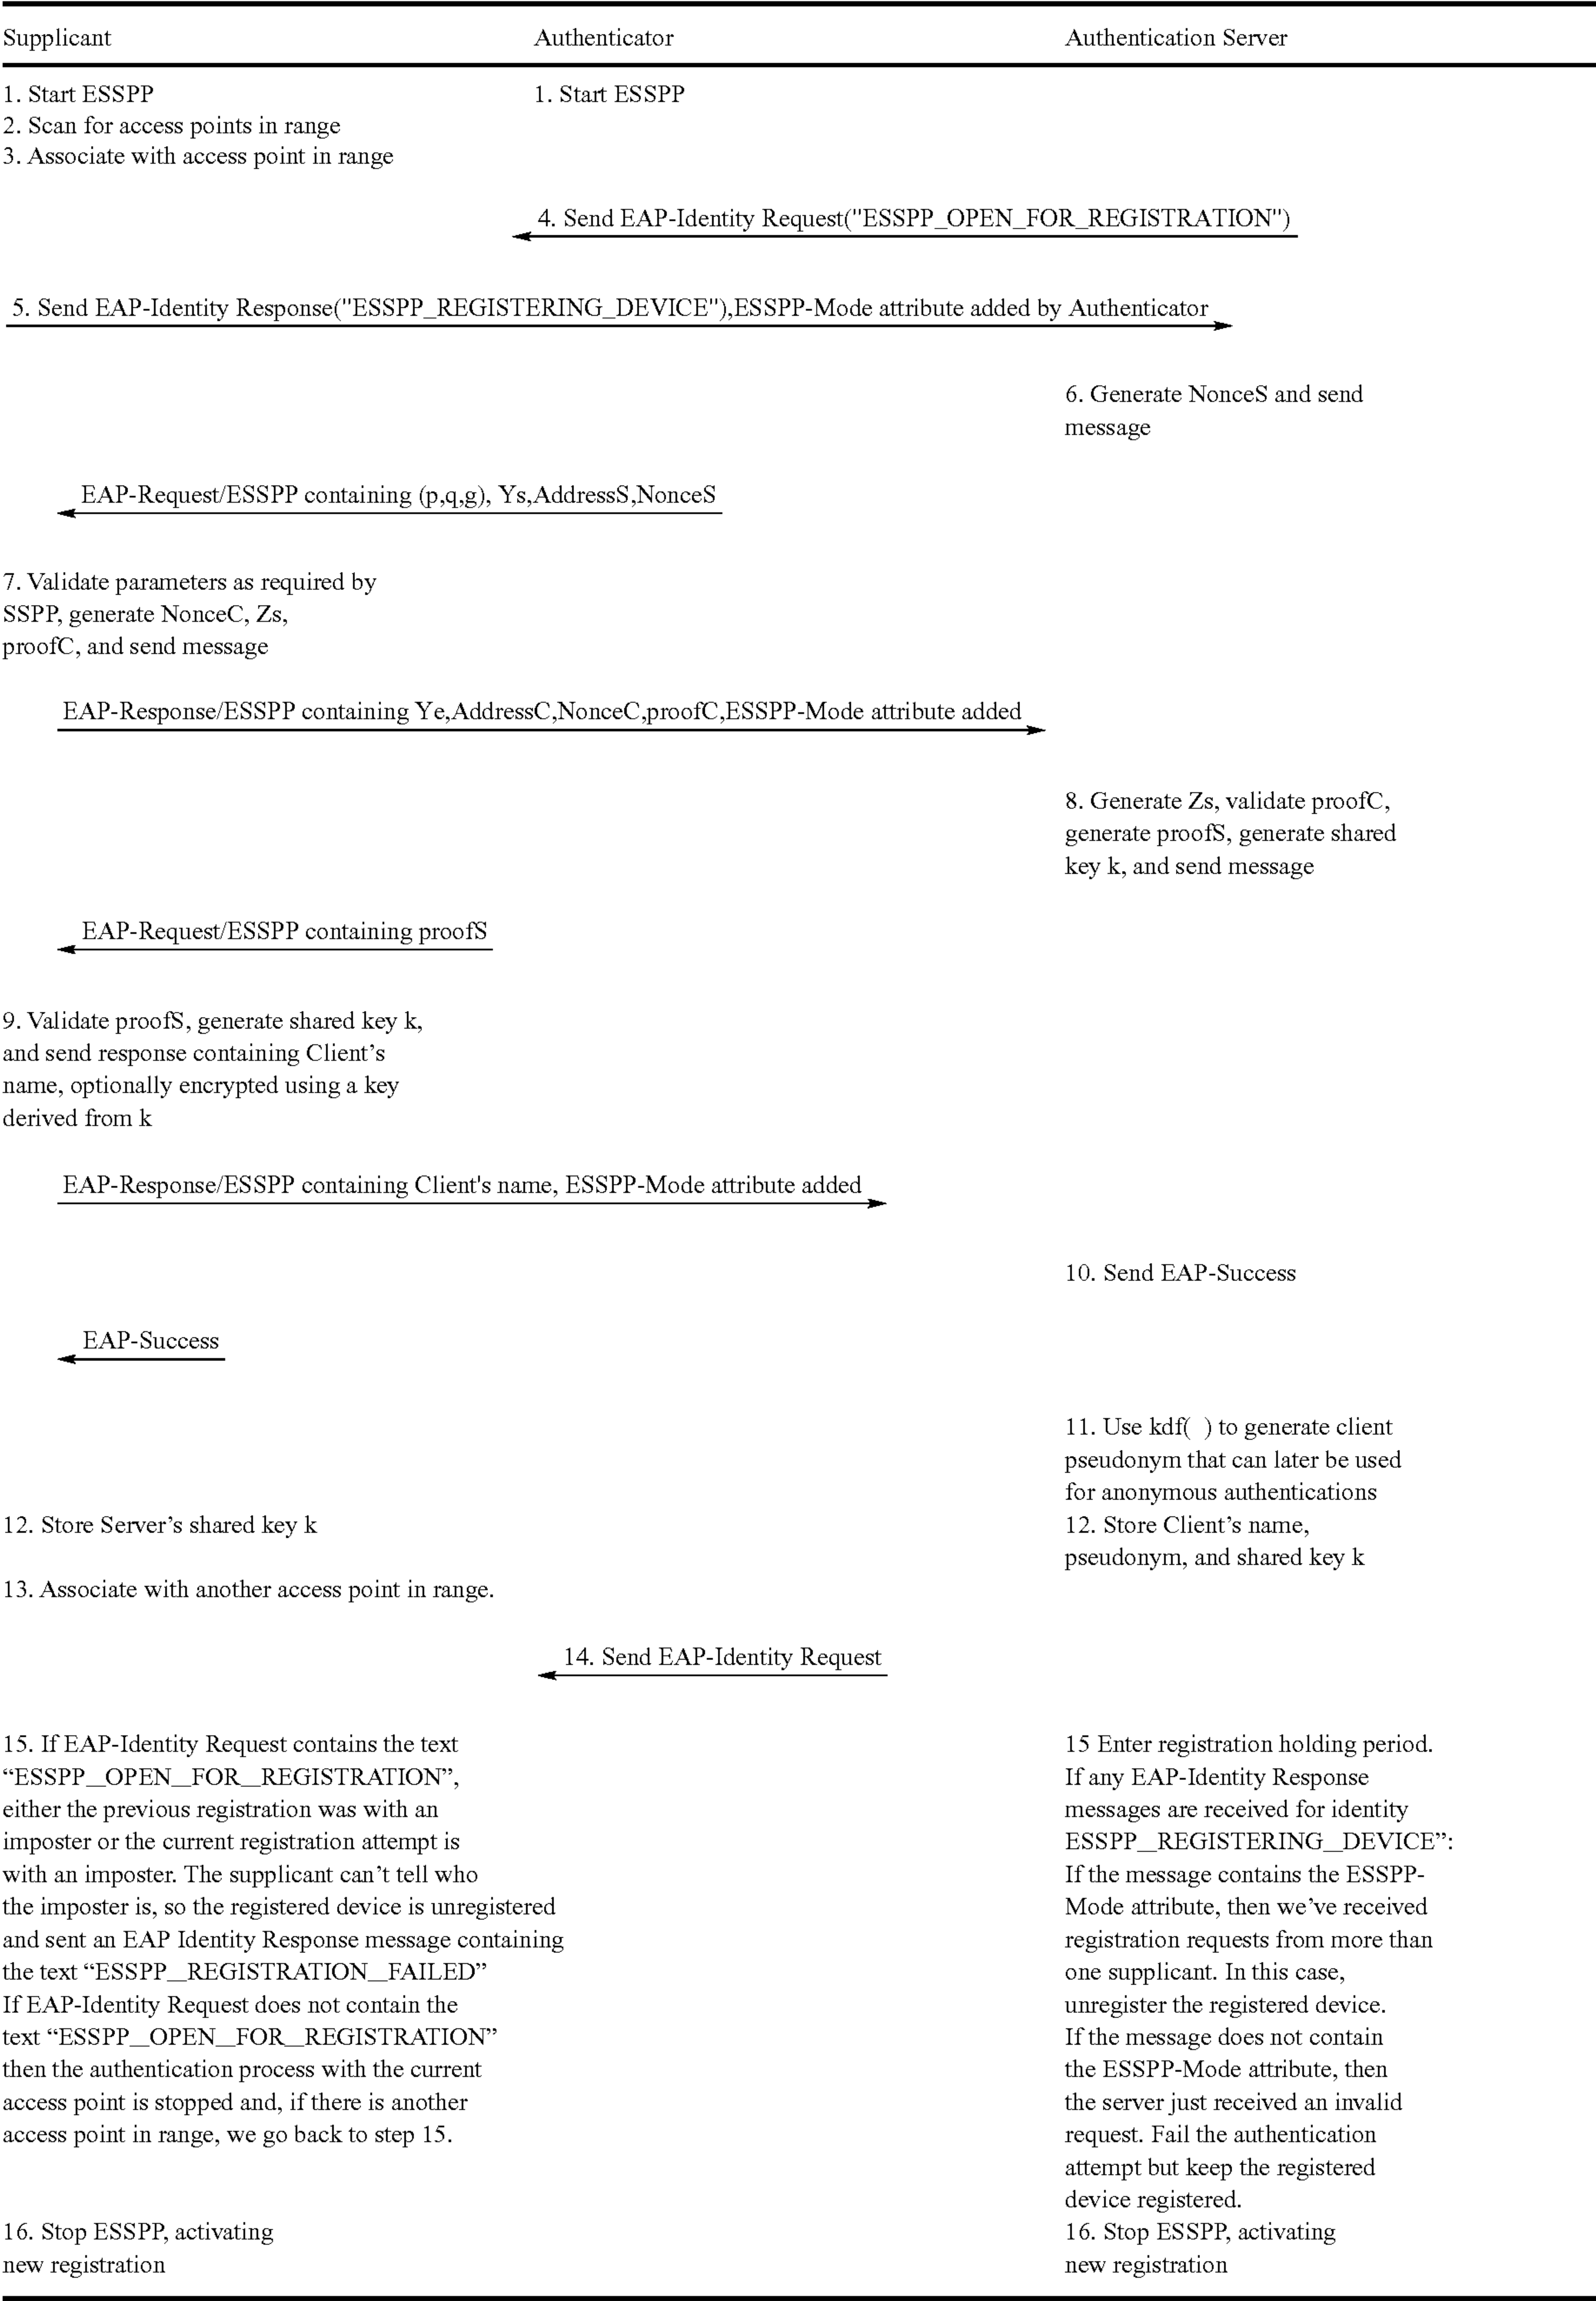 Supplicant Authenticator Authentication Server
1. Start ESSPP 1. Start ESSPP
2. Scan for access points in range
3. Associate with access point in range
4. Send EAP-Identity Request("ESSPP_OPEN_FOR_REGISTRATION")
5. Send EAP-Identity Response("ESSPP_REGISTERING_DEVICE"),ESSPP-Mode attribute added by Authenticator
6. Generate NonceS and send
message
EAP-Request/ESSPP containing (p,q,g), Ys,AddressS,NonceS
7. Validate parameters as required by
SSPP, generate NonceC, Zs,
proofC, and send message
EAP-Response/ESSPP containing Ye,AddressC,NonceC,proofC,ESSPP-Mode attribute added
8. Generate Zs, validate proofC,
generate proofS, generate shared
key k, and send message
EAP-Request/ESSPP containing proofS
9. Validate proofS, generate shared key k,
and send response containing Client’s
name, optionally encrypted using a key
derived from k
EAP-Response/ESSPP containing Client's name, ESSPP-Mode attribute added
10. Send EAP-Success
EAP-Success
11. Use kdf( ) to generate client
pseudonym that can later be used
for anonymous authentications
12. Store Server’s shared key k
12. Store Client’s name,
pseudonym, and shared key k
13. Associate with another access point in range.
14. Send EAP-Identity Request
15. If EAP-Identity Request contains the text
“ESSPP__OPEN__FOR__REGISTRATION”,
either the previous registration was with an
imposter or the current registration attempt is
with an imposter. The supplicant can’t tell who
the imposter is, so the registered device is unregistered
and sent an EAP Identity Response message containing
the text “ESSPP__REGISTRATION__FAILED”
If EAP-Identity Request does not contain the
text “ESSPP__OPEN__FOR__REGISTRATION”
then the authentication process with the current
access point is stopped and, if there is another
access point in range, we go back to step 15.
15 Enter registration holding period.
If any EAP-Identity Response
messages are received for identity
ESSPP__REGISTERING__DEVICE”:
If the message contains the ESSPP-
Mode attribute, then we’ve received
registration requests from more than
one supplicant. In this case,
unregister the registered device.
If the message does not contain
the ESSPP-Mode attribute, then
the server just received an invalid
request. Fail the authentication
attempt but keep the registered
device registered.
16. Stop ESSPP, activating
new registration
16. Stop ESSPP, activating
new registration